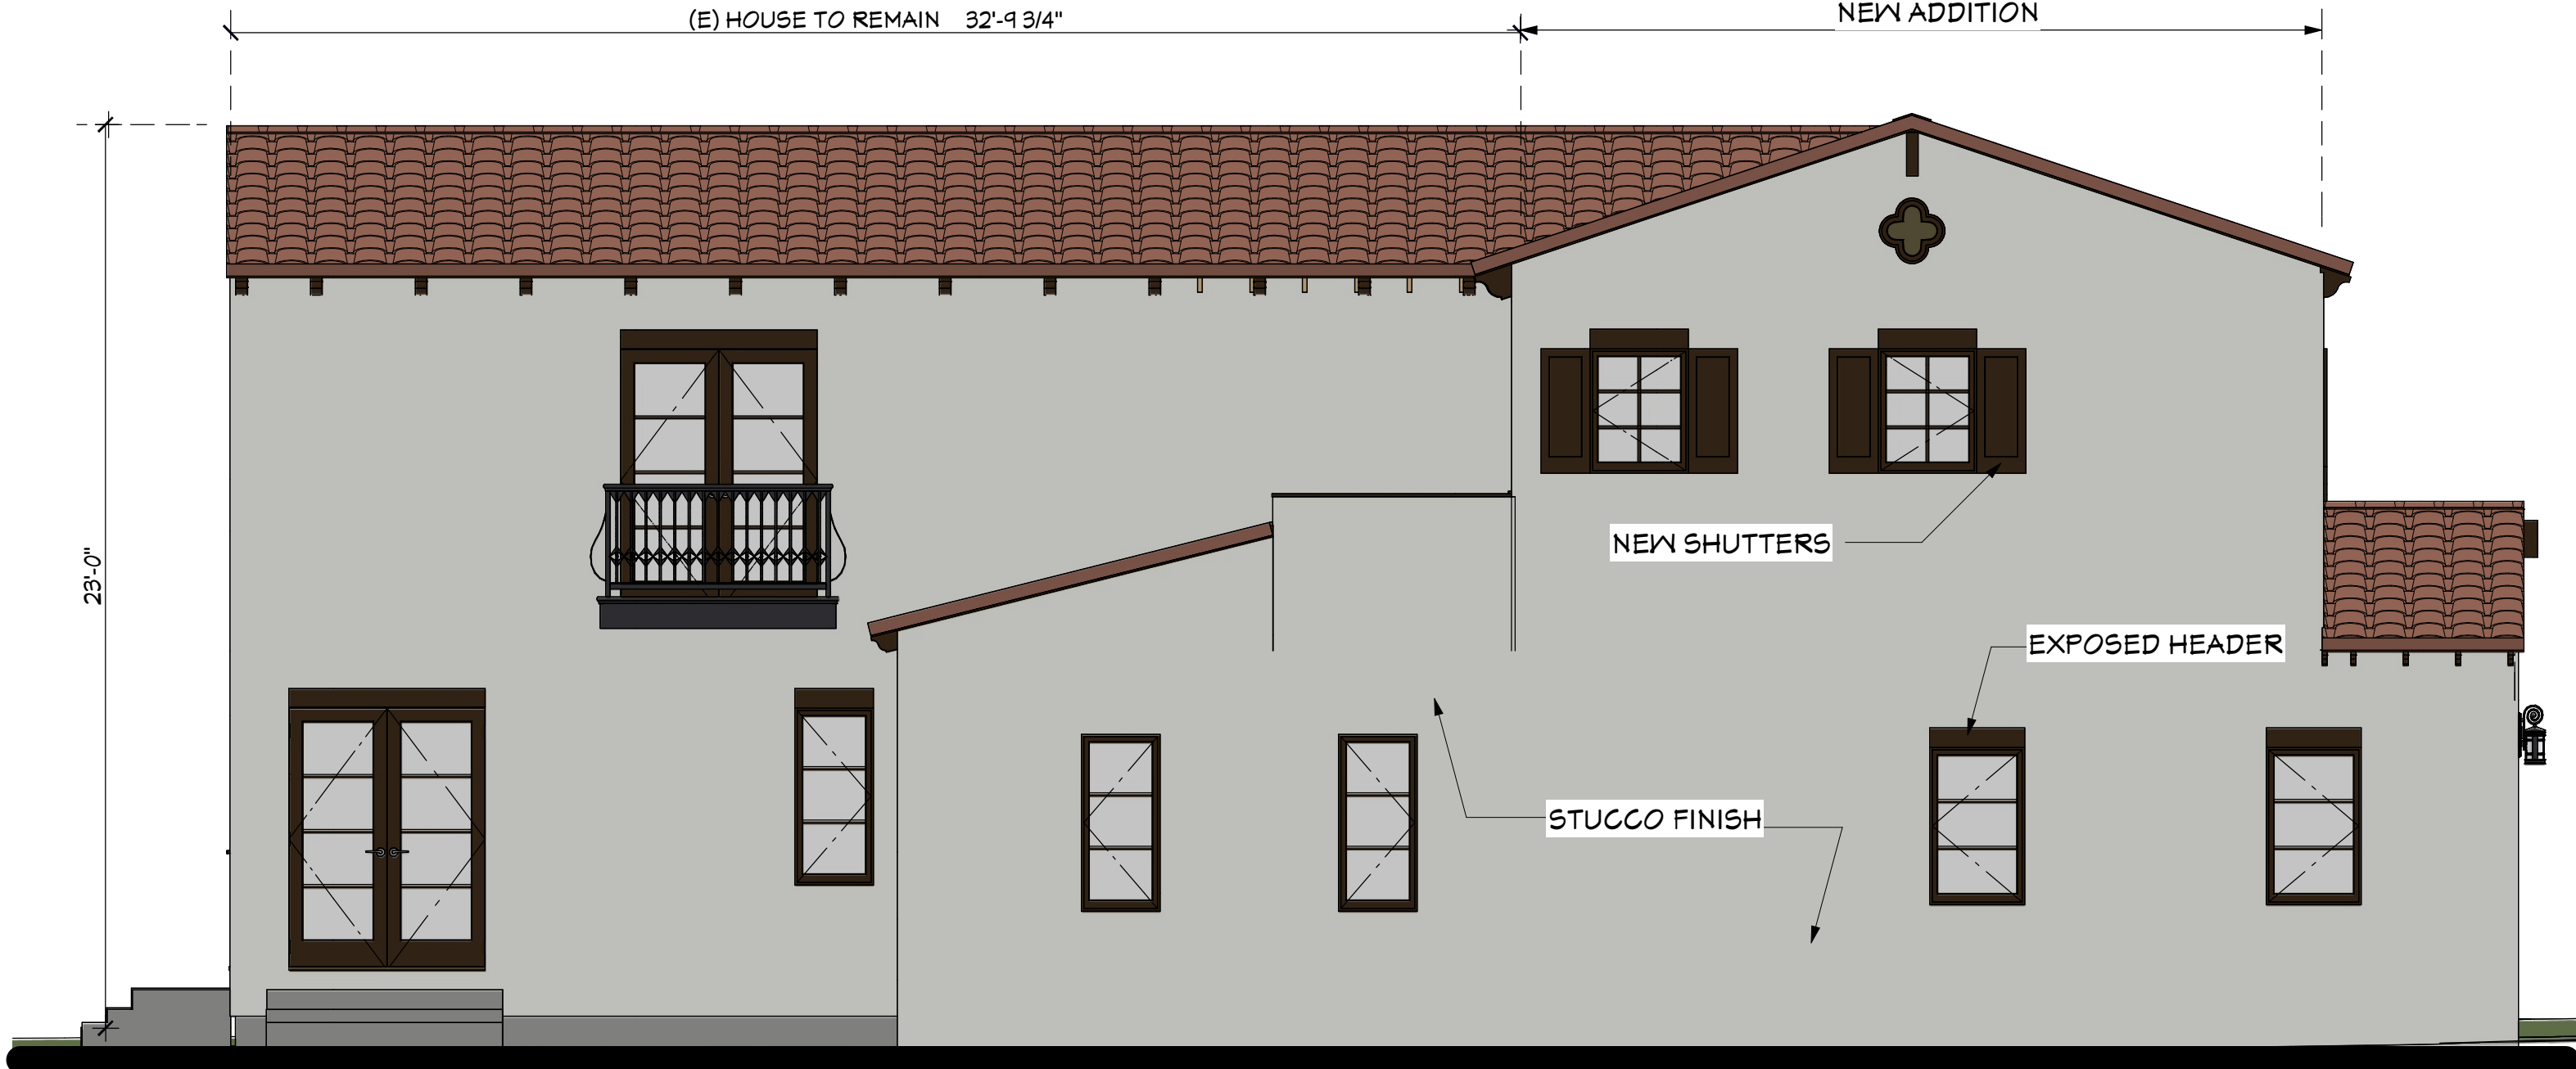 (E) HOUSE TO REMAIN 32'-9 3/4"
NEW ADDITION
23'-0"
NEW SHUTTERS
EXPOSED HEADER
STUCCO FINISH